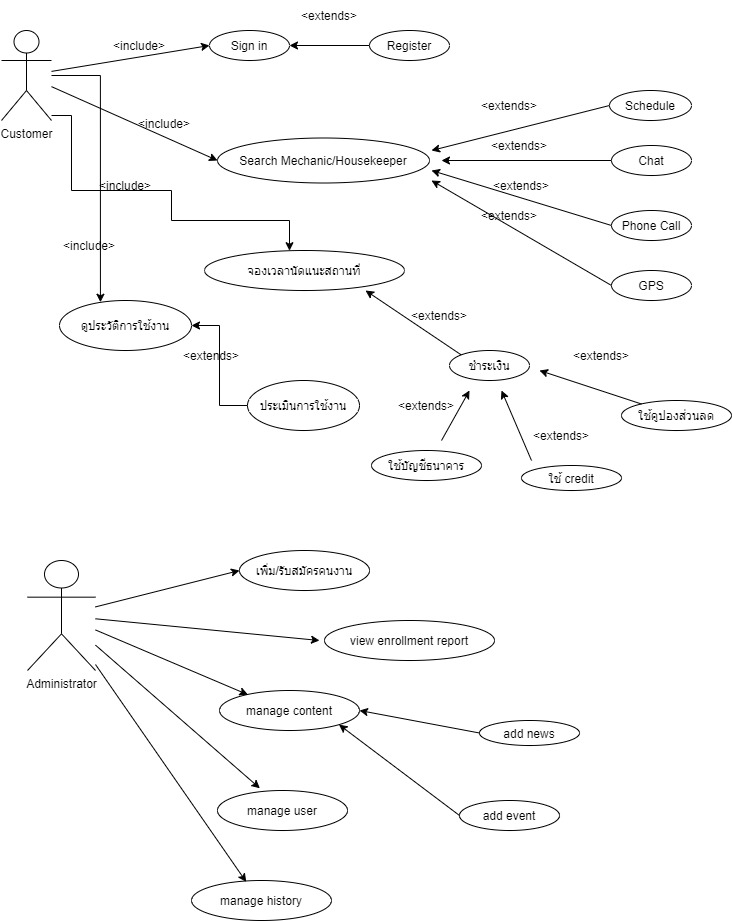 <extends>
<include>
Sign in
Register
Customer
<include>
<extends>
Schedule
Search Mechanic/Housekeeper
<extends>
Chat
<include>
<extends>
<extends>
Phone Call
<include>
จองเวลานัดแนะสถานที่
GPS
ดูประวัติการใช้งาน
<extends>
<extends>
ชำระเงิน
<extends>
ประเมินการใช้งาน
<extends>
ใช้คูปองส่วนลด
<extends>
ใช้บัญชีธนาคาร
ใช้ credit
เพิ่ม/รับสมัครคนงาน
view enrollment report
Administrator
manage content
add news
manage user
add event
manage history